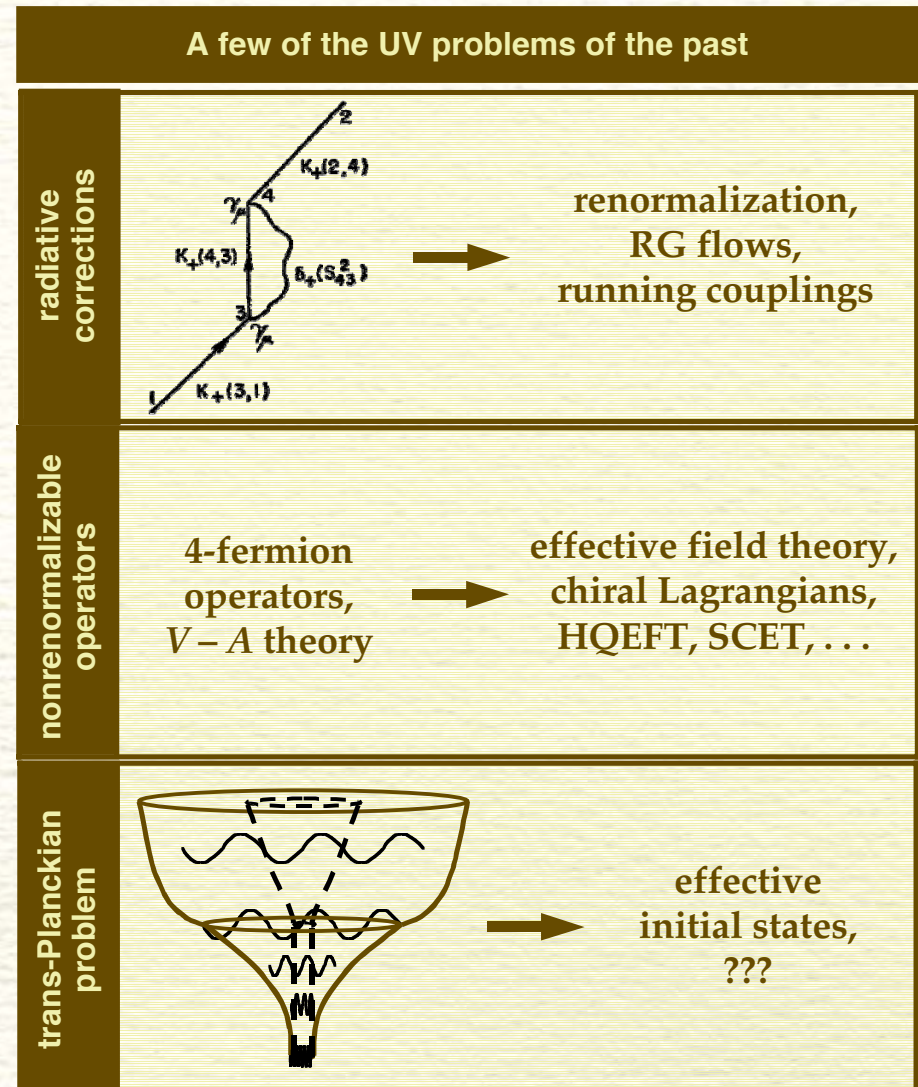 A few of the UV problems of the past
radiative
corrections
2
K₊(2,4)
4
γμ
K₊(4,3)
δ₊(S²₄₃)
3
γμ
K₊(3,1)
1
renormalization,
RG flows,
running couplings
nonrenormalizable
operators
4-fermion
operators,
V – A theory
effective field theory,
chiral Lagrangians,
HQEFT, SCET, . . .
trans-Planckian
problem
effective
initial states,
???